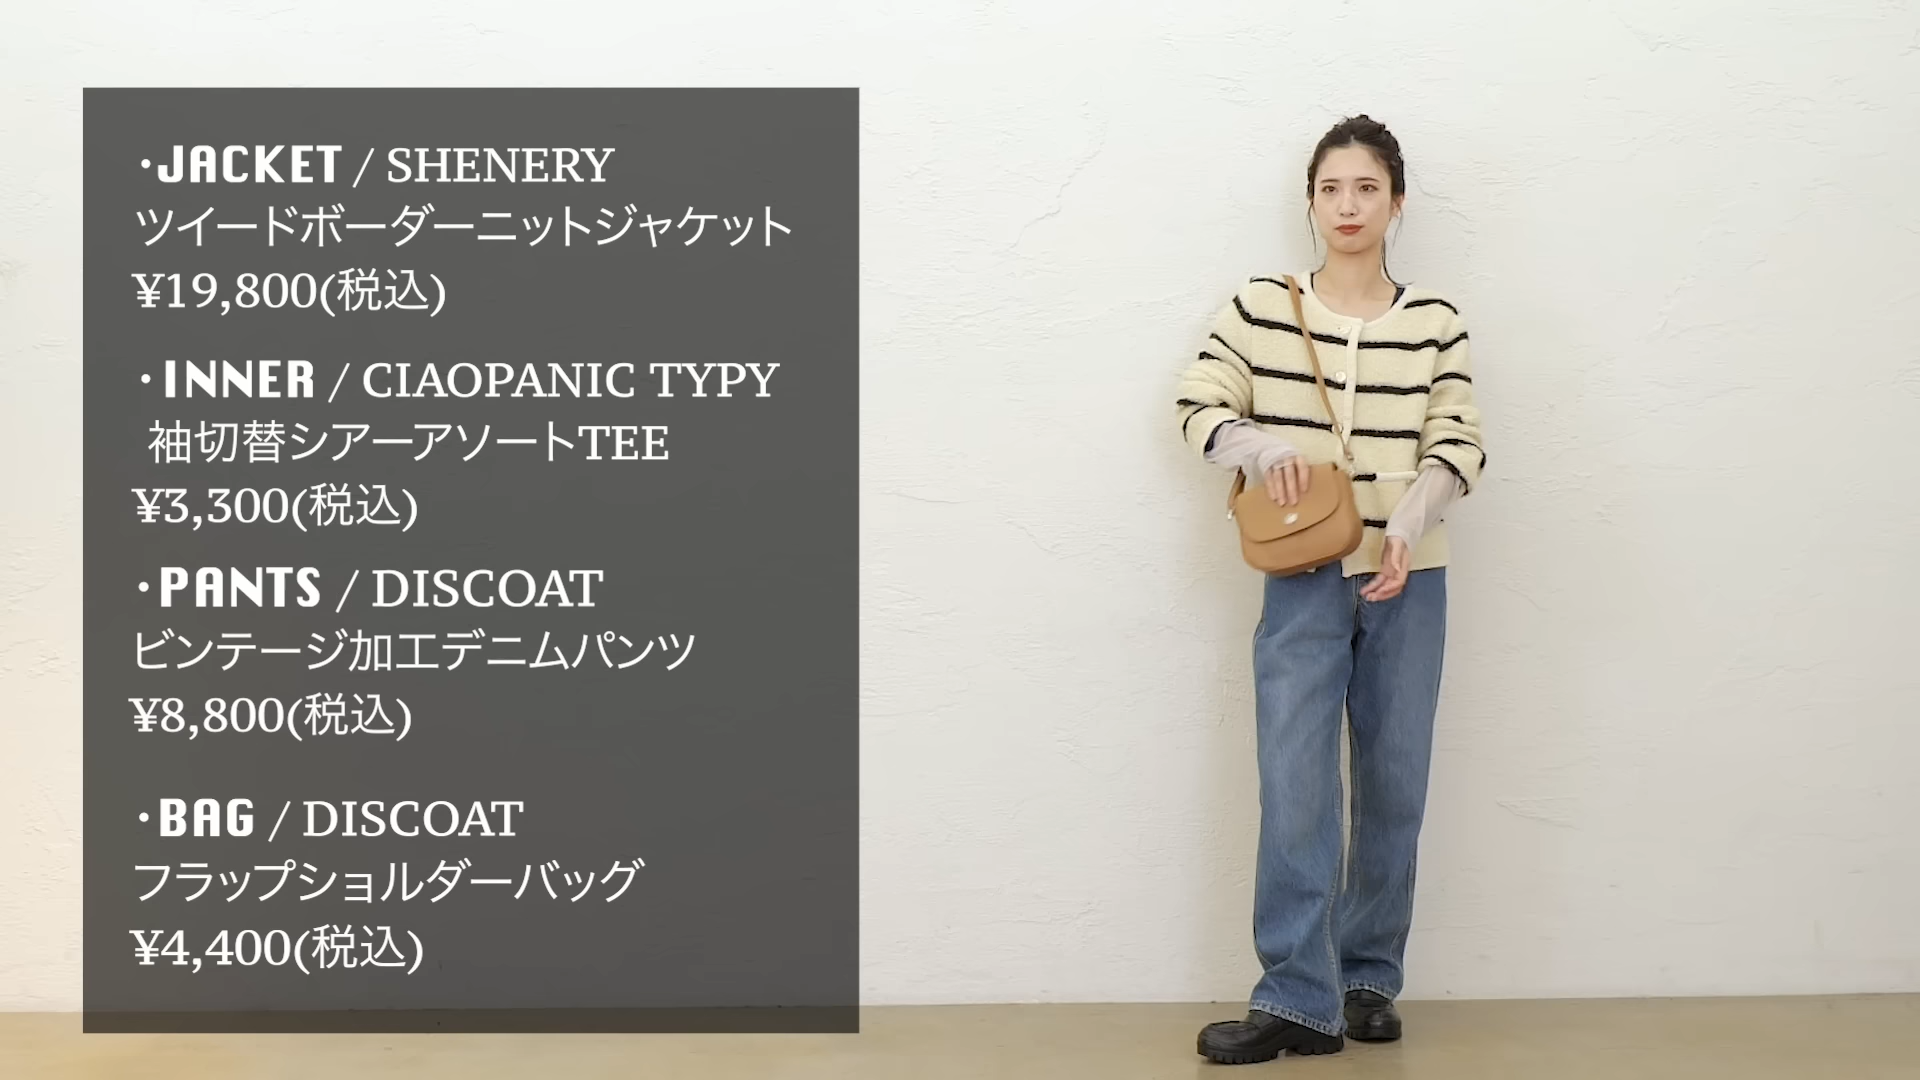 ・JACKET / SHENERY
ツイードボーダーニットジャケット
¥19,800(税込)
・INNER / CIAOPANIC TYPY
袖切替シアーアソートTEE
¥3,300(税込)
・PANTS / DISCOAT
ビンテージ加工デニムパンツ
¥8,800(税込)
・BAG / DISCOAT
フラップショルダーバッグ
¥4,400(税込)